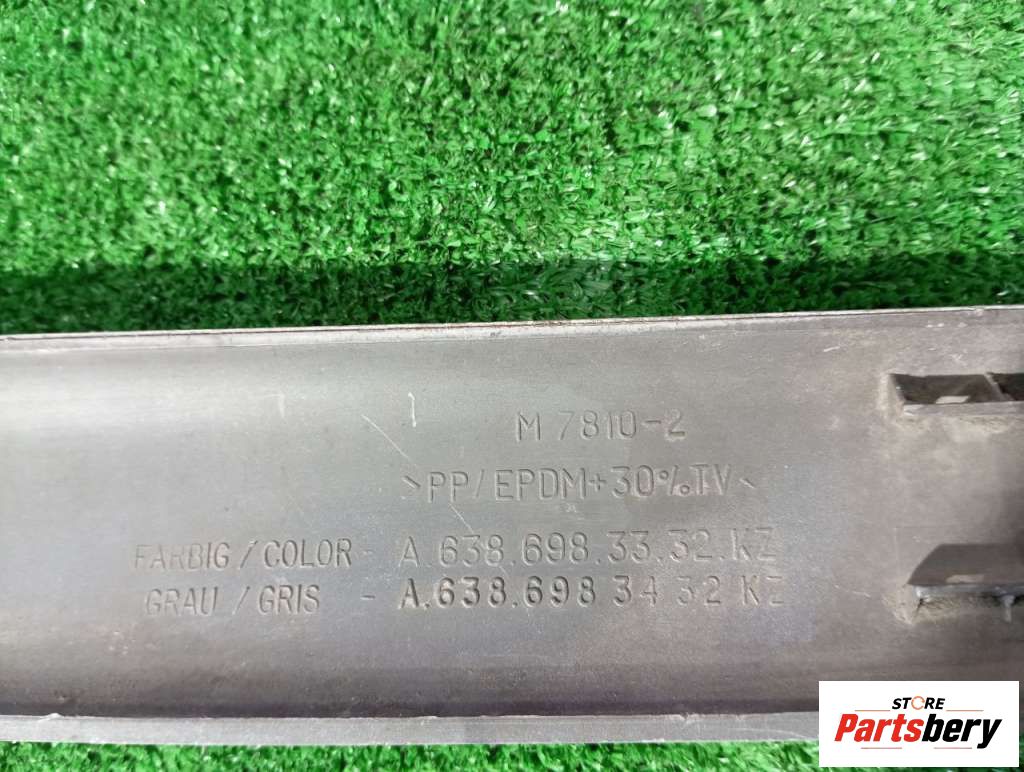 M 7810-2
>PP/EPDM+30%TV<
FARBIG/COLOR - A.638.698.33.32.KZ
GRAU /GRIS - A.638.698 34 32 KZ
STORE
Partsbery